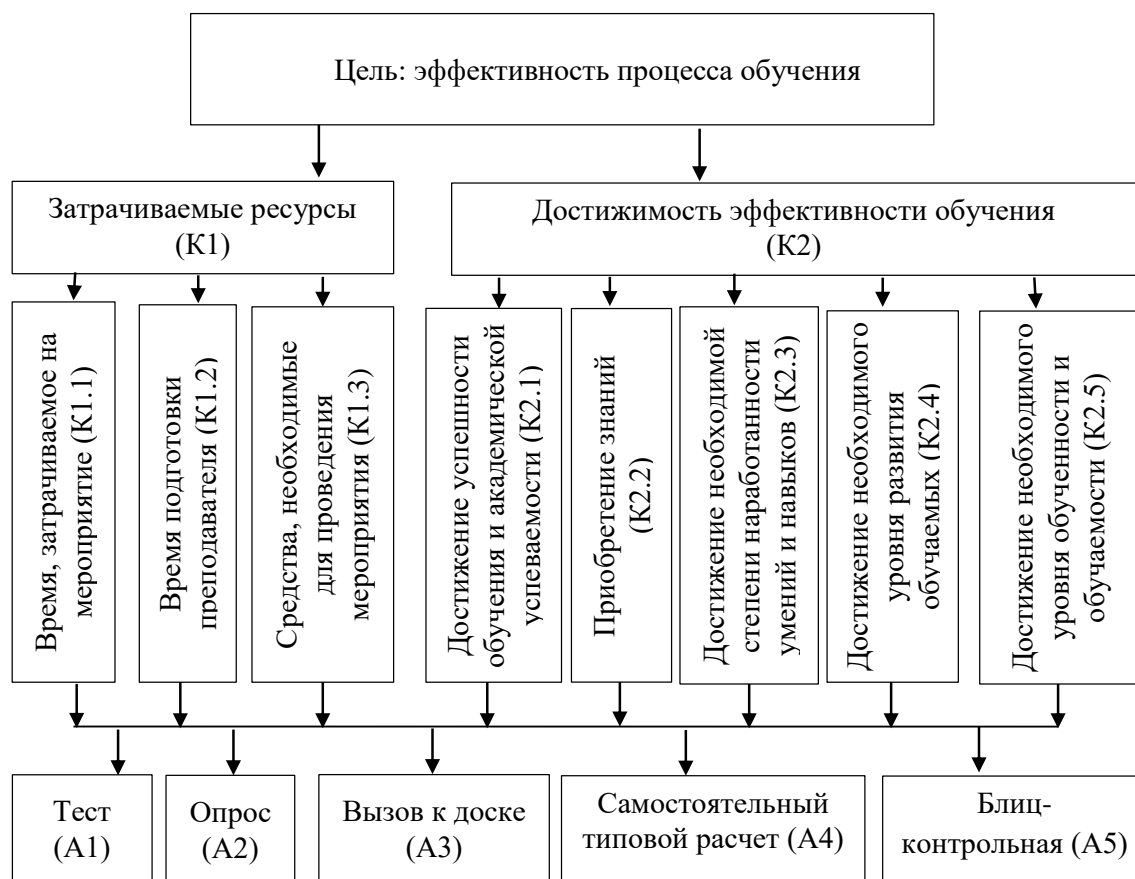 Цель: эффективность процесса обучения
Затрачиваемые ресурсы
(К1)
Достижимость эффективности обучения
(К2)
Время, затрачиваемое на
мероприятие (К1.1)
Время подготовки
преподавателя (К1.2)
Средства, необходимые
для проведения
мероприятия (К1.3)
Достижение успешности
обучения и академической
успеваемости (К2.1)
Приобретение знаний
(К2.2)
Достижение необходимой
степени наработанности
умений и навыков (К2.3)
Достижение необходимого
уровня развития
обучаемых (К2.4)
Достижение необходимого
уровня обученности и
обучаемости (К2.5)
Тест
(А1)
Опрос
(А2)
Вызов к доске
(А3)
Самостоятельный
типовой расчет (А4)
Блиц-
контрольная (А5)